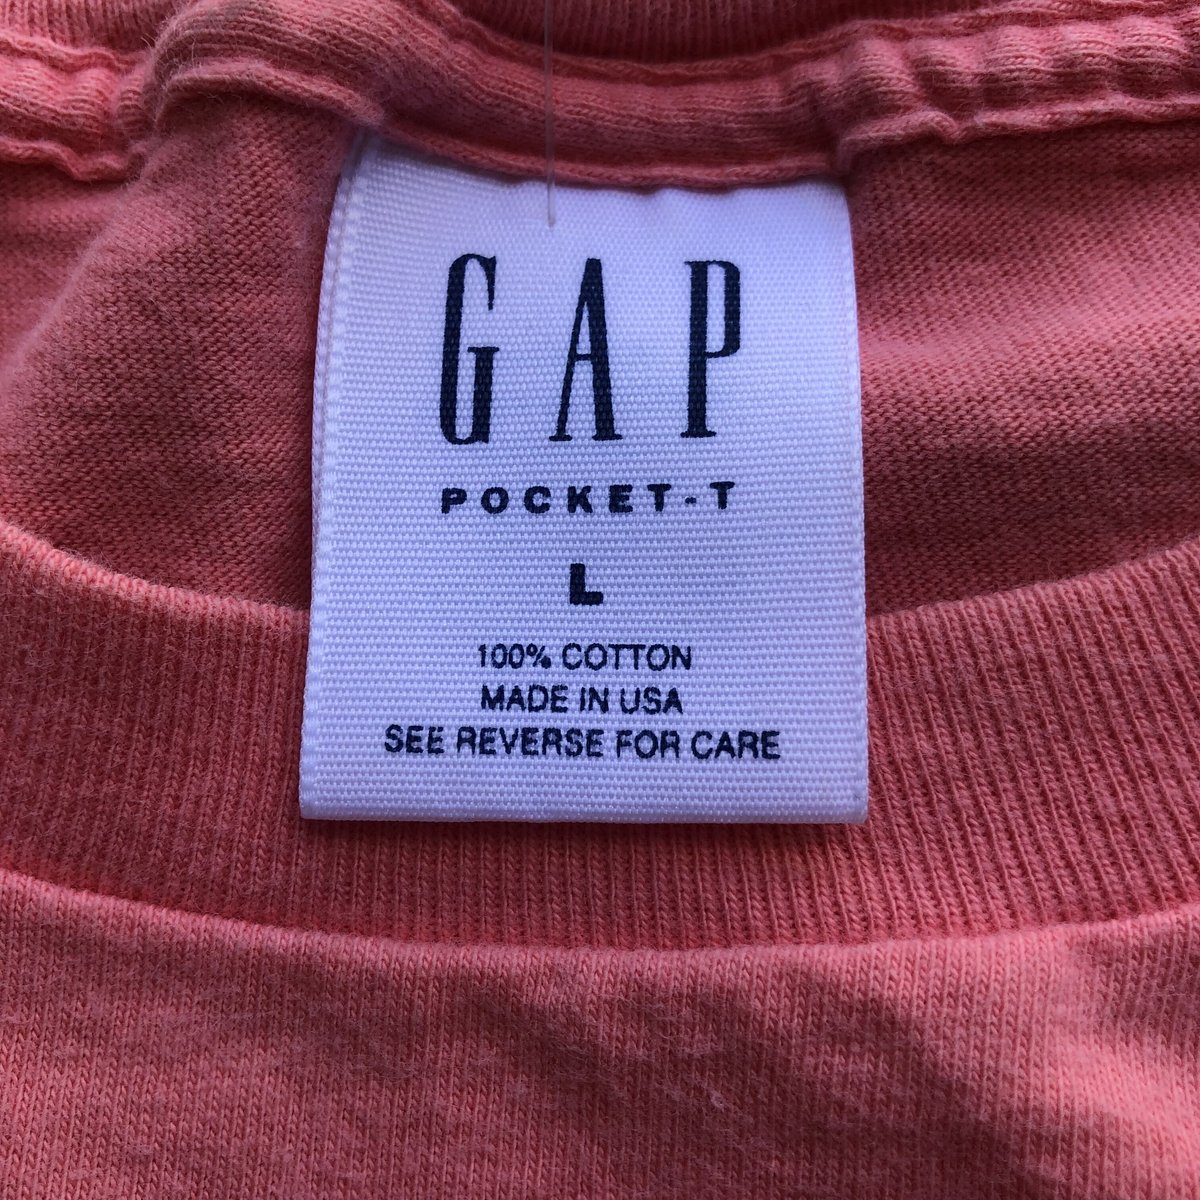 GAP
POCKET-T
L
100% COTTON
MADE IN USA
SEE REVERSE FOR CARE